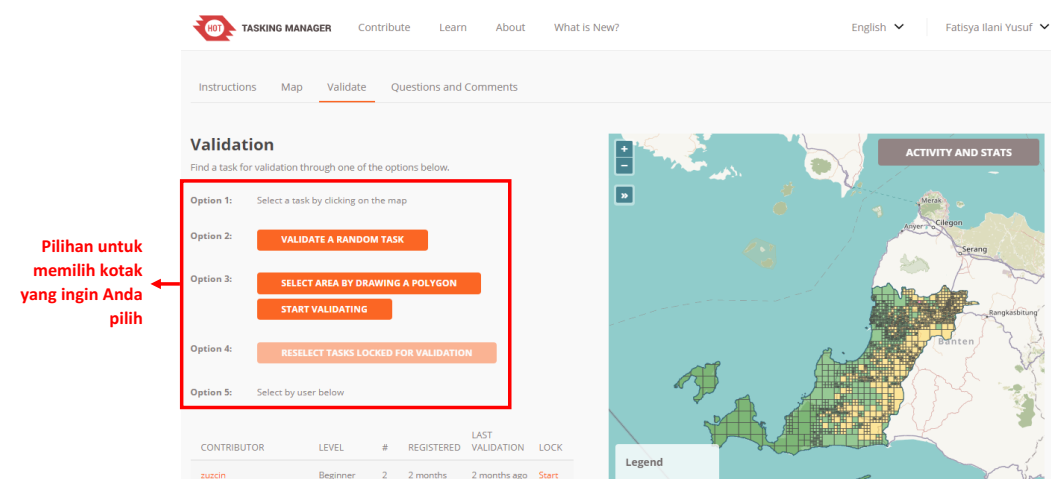 HOT TASKING MANAGER Contribute Learn About What is New? English Fatisya Ilani Yusuf
Instructions Map Validate Questions and Comments
Validation
Find a task for validation through one of the options below.
Option 1: Select a task by clicking on the map
Option 2: VALIDATE A RANDOM TASK
Option 3: SELECT AREA BY DRAWING A POLYGON
START VALIDATING
Option 4: RESELECT TASKS LOCKED FOR VALIDATION
Option 5: Select by user below
Pilihan untuk
memilih kotak
yang ingin Anda
pilih
LAST
CONTRIBUTOR LEVEL # REGISTERED VALIDATION LOCK
zuzcin Beginner 2 2 months 2 months ago Start
+
−
»
ACTIVITY AND STATS
Merak
Cilegon
Anyer
Serang
Rangkasbitung
Banten
Legend